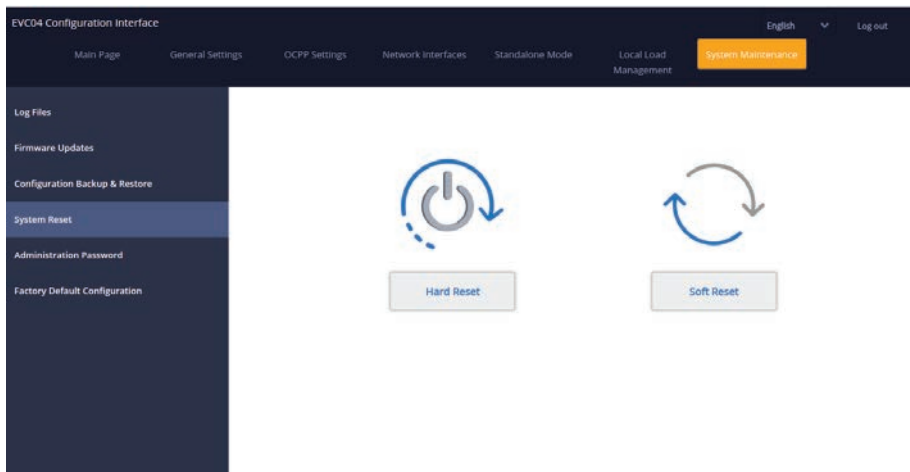 EVC04 Configuration Interface
English
Log out
Main Page
General Settings
OCPP Settings
Network Interfaces
Standalone Mode
Local Load
Management
System Maintenance
Log Files
Firmware Updates
Configuration Backup & Restore
System Reset
Administration Password
Factory Default Configuration
Hard Reset
Soft Reset